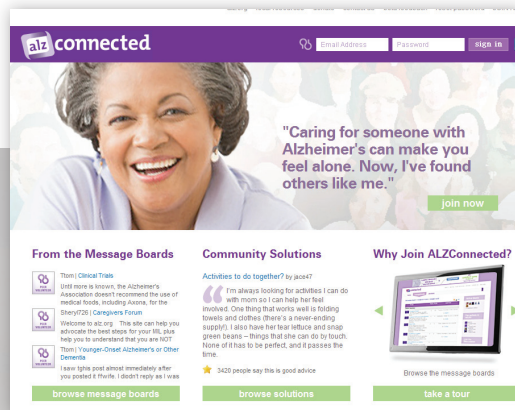 alz connected
Email Address
Password
sign in
"Caring for someone with
Alzheimer's can make you
feel alone. Now, I've found
others like me."
join now
From the Message Boards
Ttom | Clinical Trials
Until more is known, the Alzheimer's
Association doesn't recommend the use of
medical foods, including Axona, for the
Sheryl726 | Caregivers Forum
Welcome to alz.org This site can help you
advocate the best steps for your ML plus
help you to understand that you are NOT
Ttom | Younger-Onset Alzheimer's or Other
Dementia
I saw tghis post almost immediately after
you posted it ffwife. I didn't reply as I was
browse message boards
Community Solutions
Activities to do together? by jace47
I'm always looking for activities I can do
with mom so I can help her feel
involved. One thing that works well is folding
towels and clothes (there's a never-ending
supply!). I also have her tear lettuce and snap
green beans – things that she can do by touch.
None of it has to be perfect, and it passes the
time.
3420 people say this is good advice
browse solutions
Why Join ALZConnected?
Browse the message boards
take a tour